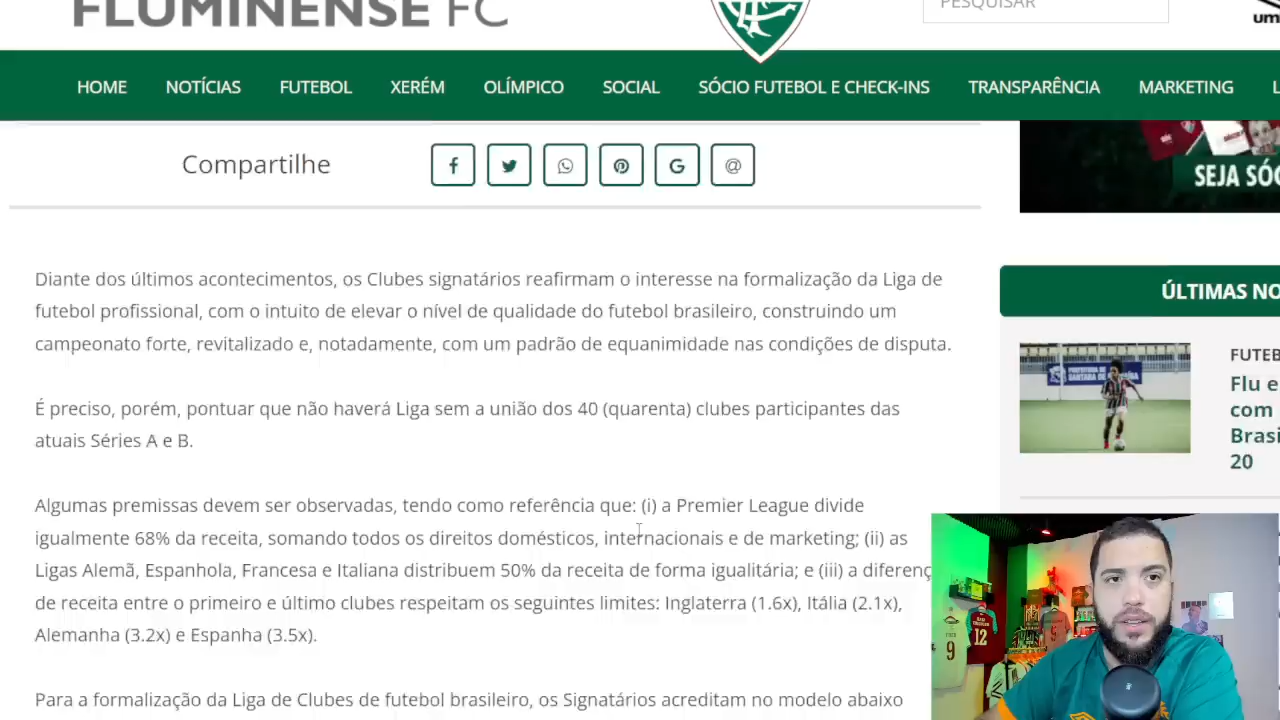 FLUMINENSE FC
PESQUISAR
um
HOME NOTÍCIAS FUTEBOL XERÉM OLÍMPICO SOCIAL SÓCIO FUTEBOL E CHECK-INS TRANSPARÊNCIA MARKETING L
Compartilhe
SEJA SÓC
Diante dos últimos acontecimentos, os Clubes signatários reafirmam o interesse na formalização da Liga de
futebol profissional, com o intuito de elevar o nível de qualidade do futebol brasileiro, construindo um
campeonato forte, revitalizado e, notadamente, com um padrão de equanimidade nas condições de disputa.
É preciso, porém, pontuar que não haverá Liga sem a união dos 40 (quarenta) clubes participantes das
atuais Séries A e B.
Algumas premissas devem ser observadas, tendo como referência que: (i) a Premier League divide
igualmente 68% da receita, somando todos os direitos domésticos, internacionais e de marketing; (ii) as
Ligas Alemã, Espanhola, Francesa e Italiana distribuem 50% da receita de forma igualitária; e (iii) a diferenç
de receita entre o primeiro e último clubes respeitam os seguintes limites: Inglaterra (1.6x), Itália (2.1x),
Alemanha (3.2x) e Espanha (3.5x).
Para a formalização da Liga de Clubes de futebol brasileiro, os Signatários acreditam no modelo abaixo
ÚLTIMAS NO
FUTEB
Flu e
com
Brasi
20
12
9
5